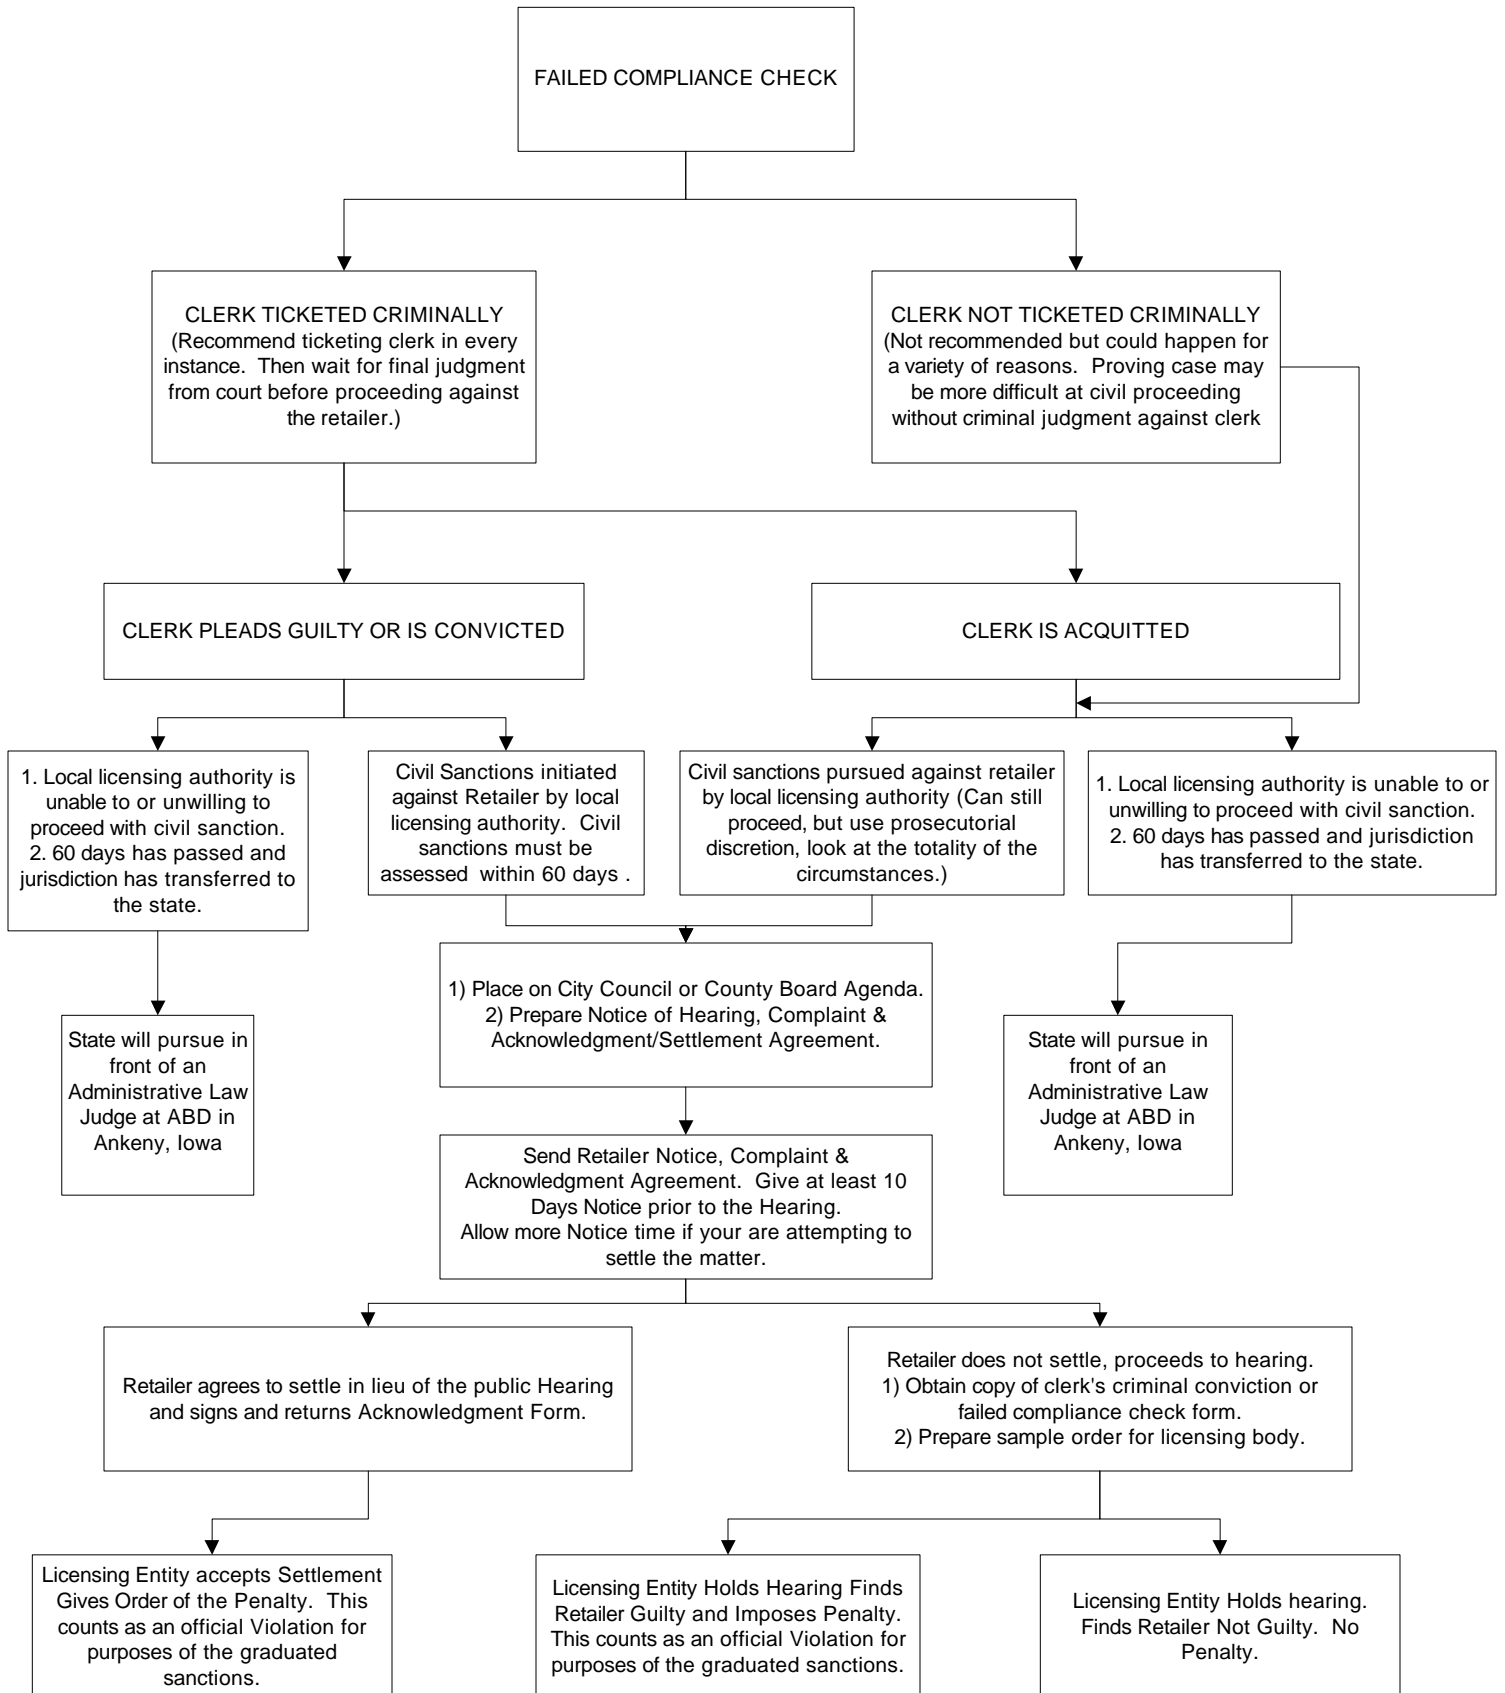 FAILED COMPLIANCE CHECK
CLERK TICKETED CRIMINALLY
(Recommend ticketing clerk in every
instance. Then wait for final judgment
from court before proceeding against
the retailer.)
CLERK NOT TICKETED CRIMINALLY
(Not recommended but could happen for
a variety of reasons. Proving case may
be more difficult at civil proceeding
without criminal judgment against clerk
CLERK PLEADS GUILTY OR IS CONVICTED
CLERK IS ACQUITTED
1. Local licensing authority is
unable to or unwilling to
proceed with civil sanction.
2. 60 days has passed and
jurisdiction has transferred to
the state.
Civil Sanctions initiated
against Retailer by local
licensing authority. Civil
sanctions must be
assessed within 60 days .
Civil sanctions pursued against retailer
by local licensing authority (Can still
proceed, but use prosecutorial
discretion, look at the totality of the
circumstances.)
1. Local licensing authority is unable to or
unwilling to proceed with civil sanction.
2. 60 days has passed and jurisdiction
has transferred to the state.
1) Place on City Council or County Board Agenda.
2) Prepare Notice of Hearing, Complaint &
Acknowledgment/Settlement Agreement.
State will pursue in
front of an
Administrative Law
Judge at ABD in
Ankeny, Iowa
State will pursue in
front of an
Administrative Law
Judge at ABD in
Ankeny, Iowa
Send Retailer Notice, Complaint &
Acknowledgment Agreement. Give at least 10
Days Notice prior to the Hearing.
Allow more Notice time if your are attempting to
settle the matter.
Retailer agrees to settle in lieu of the public Hearing
and signs and returns Acknowledgment Form.
Retailer does not settle, proceeds to hearing.
1) Obtain copy of clerk's criminal conviction or
failed compliance check form.
2) Prepare sample order for licensing body.
Licensing Entity accepts Settlement
Gives Order of the Penalty. This
counts as an official Violation for
purposes of the graduated
sanctions.
Licensing Entity Holds Hearing Finds
Retailer Guilty and Imposes Penalty.
This counts as an official Violation for
purposes of the graduated sanctions.
Licensing Entity Holds hearing.
Finds Retailer Not Guilty. No
Penalty.